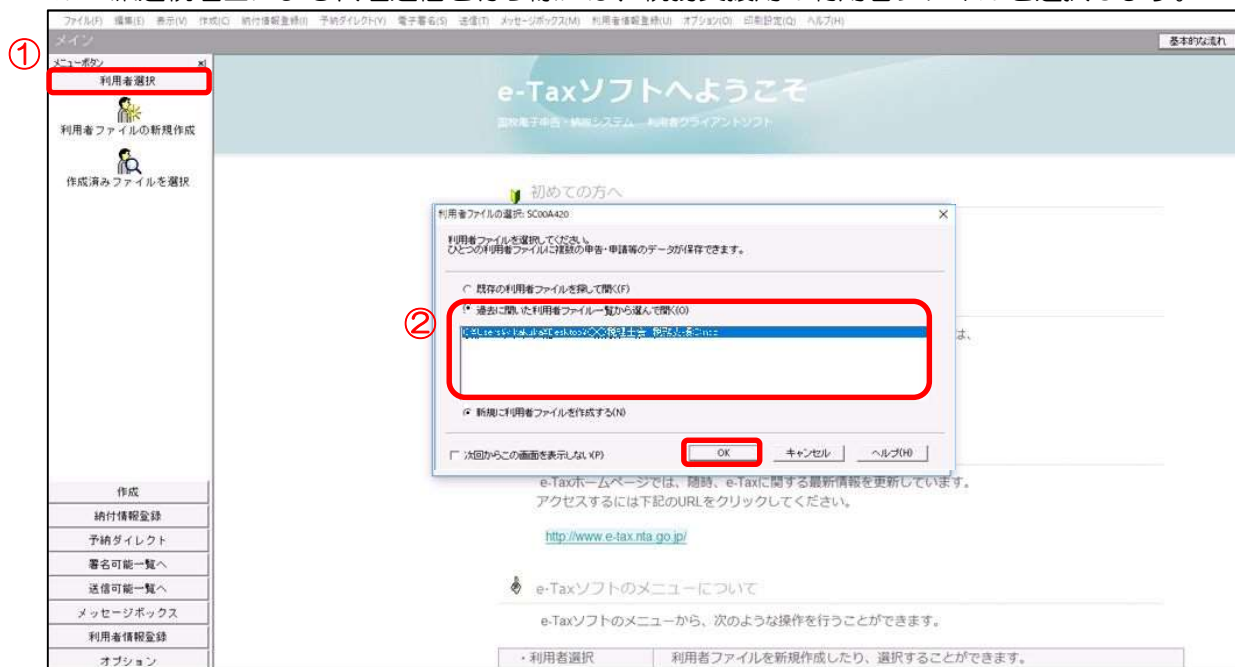 ファイル(F) 編集(E) 表示(V) 作成(C) 納付情報登録(I) 予納ダイレクト(Y) 電子署名(S) 送信(T) メッセージボックス(M) 利用者情報登録(U) オプション(O) 印刷設定(Q) ヘルプ(H)
メイン
基本的な流れ
①
メニューボタン
利用者選択
利用者ファイルの新規作成
作成済みファイルを選択
e-Taxソフトへようこそ
国税電子申告・納税システム 利用者クライアントソフト
初めての方へ
利用者ファイルの選択: SC00A420
利用者ファイルを選択してください。
ひとつの利用者ファイルに複数の申告・申請等のデータが保存できます。
既存の利用者ファイルを探して開く(F)
②
過去に開いた利用者ファイル一覧から選んで開く(O)
は、
新規に利用者ファイルを作成する(N)
次回からこの画面を表示しない(P)
OK
キャンセル
ヘルプ(H)
e-Taxホームページでは、随時、e-Taxに関する最新情報を更新しています。
アクセスするには下記のURLをクリックしてください。
http://www.e-tax.nta.go.jp/
e-Taxソフトのメニューについて
e-Taxソフトのメニューから、次のような操作を行うことができます。
・利用者選択
利用者ファイルを新規作成したり、選択することができます。
作成
納付情報登録
予納ダイレクト
署名可能一覧へ
送信可能一覧へ
メッセージボックス
利用者情報登録
オプション